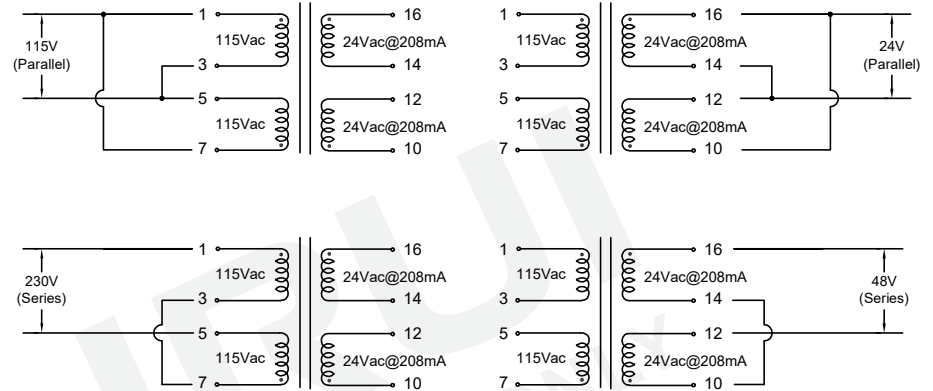 1 16 1 16
115V 115Vac 24Vac@208mA 115Vac 24Vac@208mA 24V
(Parallel) 3 14 3 14 (Parallel)
5 12 5 12
115Vac 24Vac@208mA 115Vac 24Vac@208mA
7 10 7 10
1 16 1 16
230V 115Vac 24Vac@208mA 115Vac 24Vac@208mA 48V
(Series) 3 14 3 14 (Series)
5 12 5 12
115Vac 24Vac@208mA 115Vac 24Vac@208mA
7 10 7 10